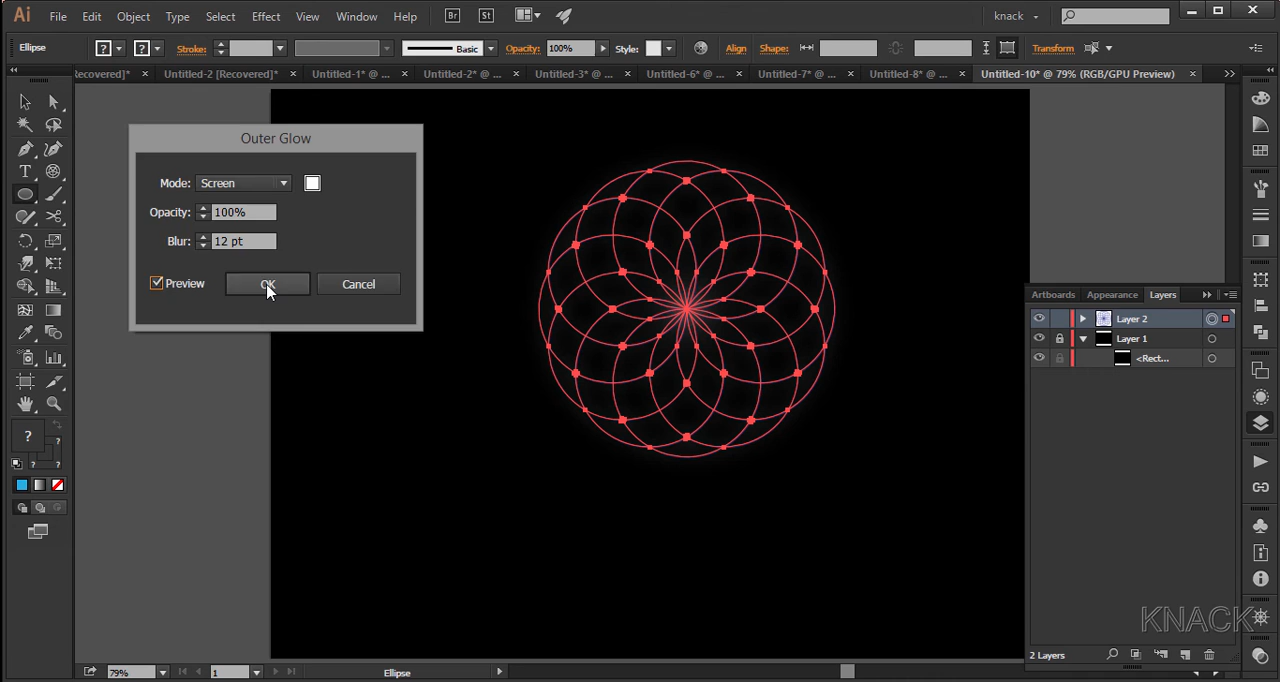 Ai File Edit Object Type Select Effect View Window Help Br St knack
Ellipse ? ? Stroke: Basic Opacity: 100% Style: Align Shape: Transform
[Recovered]* × Untitled-2 [Recovered]* × Untitled-1* @ ... × Untitled-2* @ ... × Untitled-3* @ ... × Untitled-6* @ ... × Untitled-7* @ ... × Untitled-8* @ ... × Untitled-10* @ 79% (RGB/GPU Preview) ×
Outer Glow
Mode: Screen
Opacity: 100%
Blur: 12 pt
Preview OK Cancel
Artboards Appearance Layers
Layer 2
Layer 1
<Rect...
?
?
? ?
KNACK
2 Layers
79% 1 Ellipse